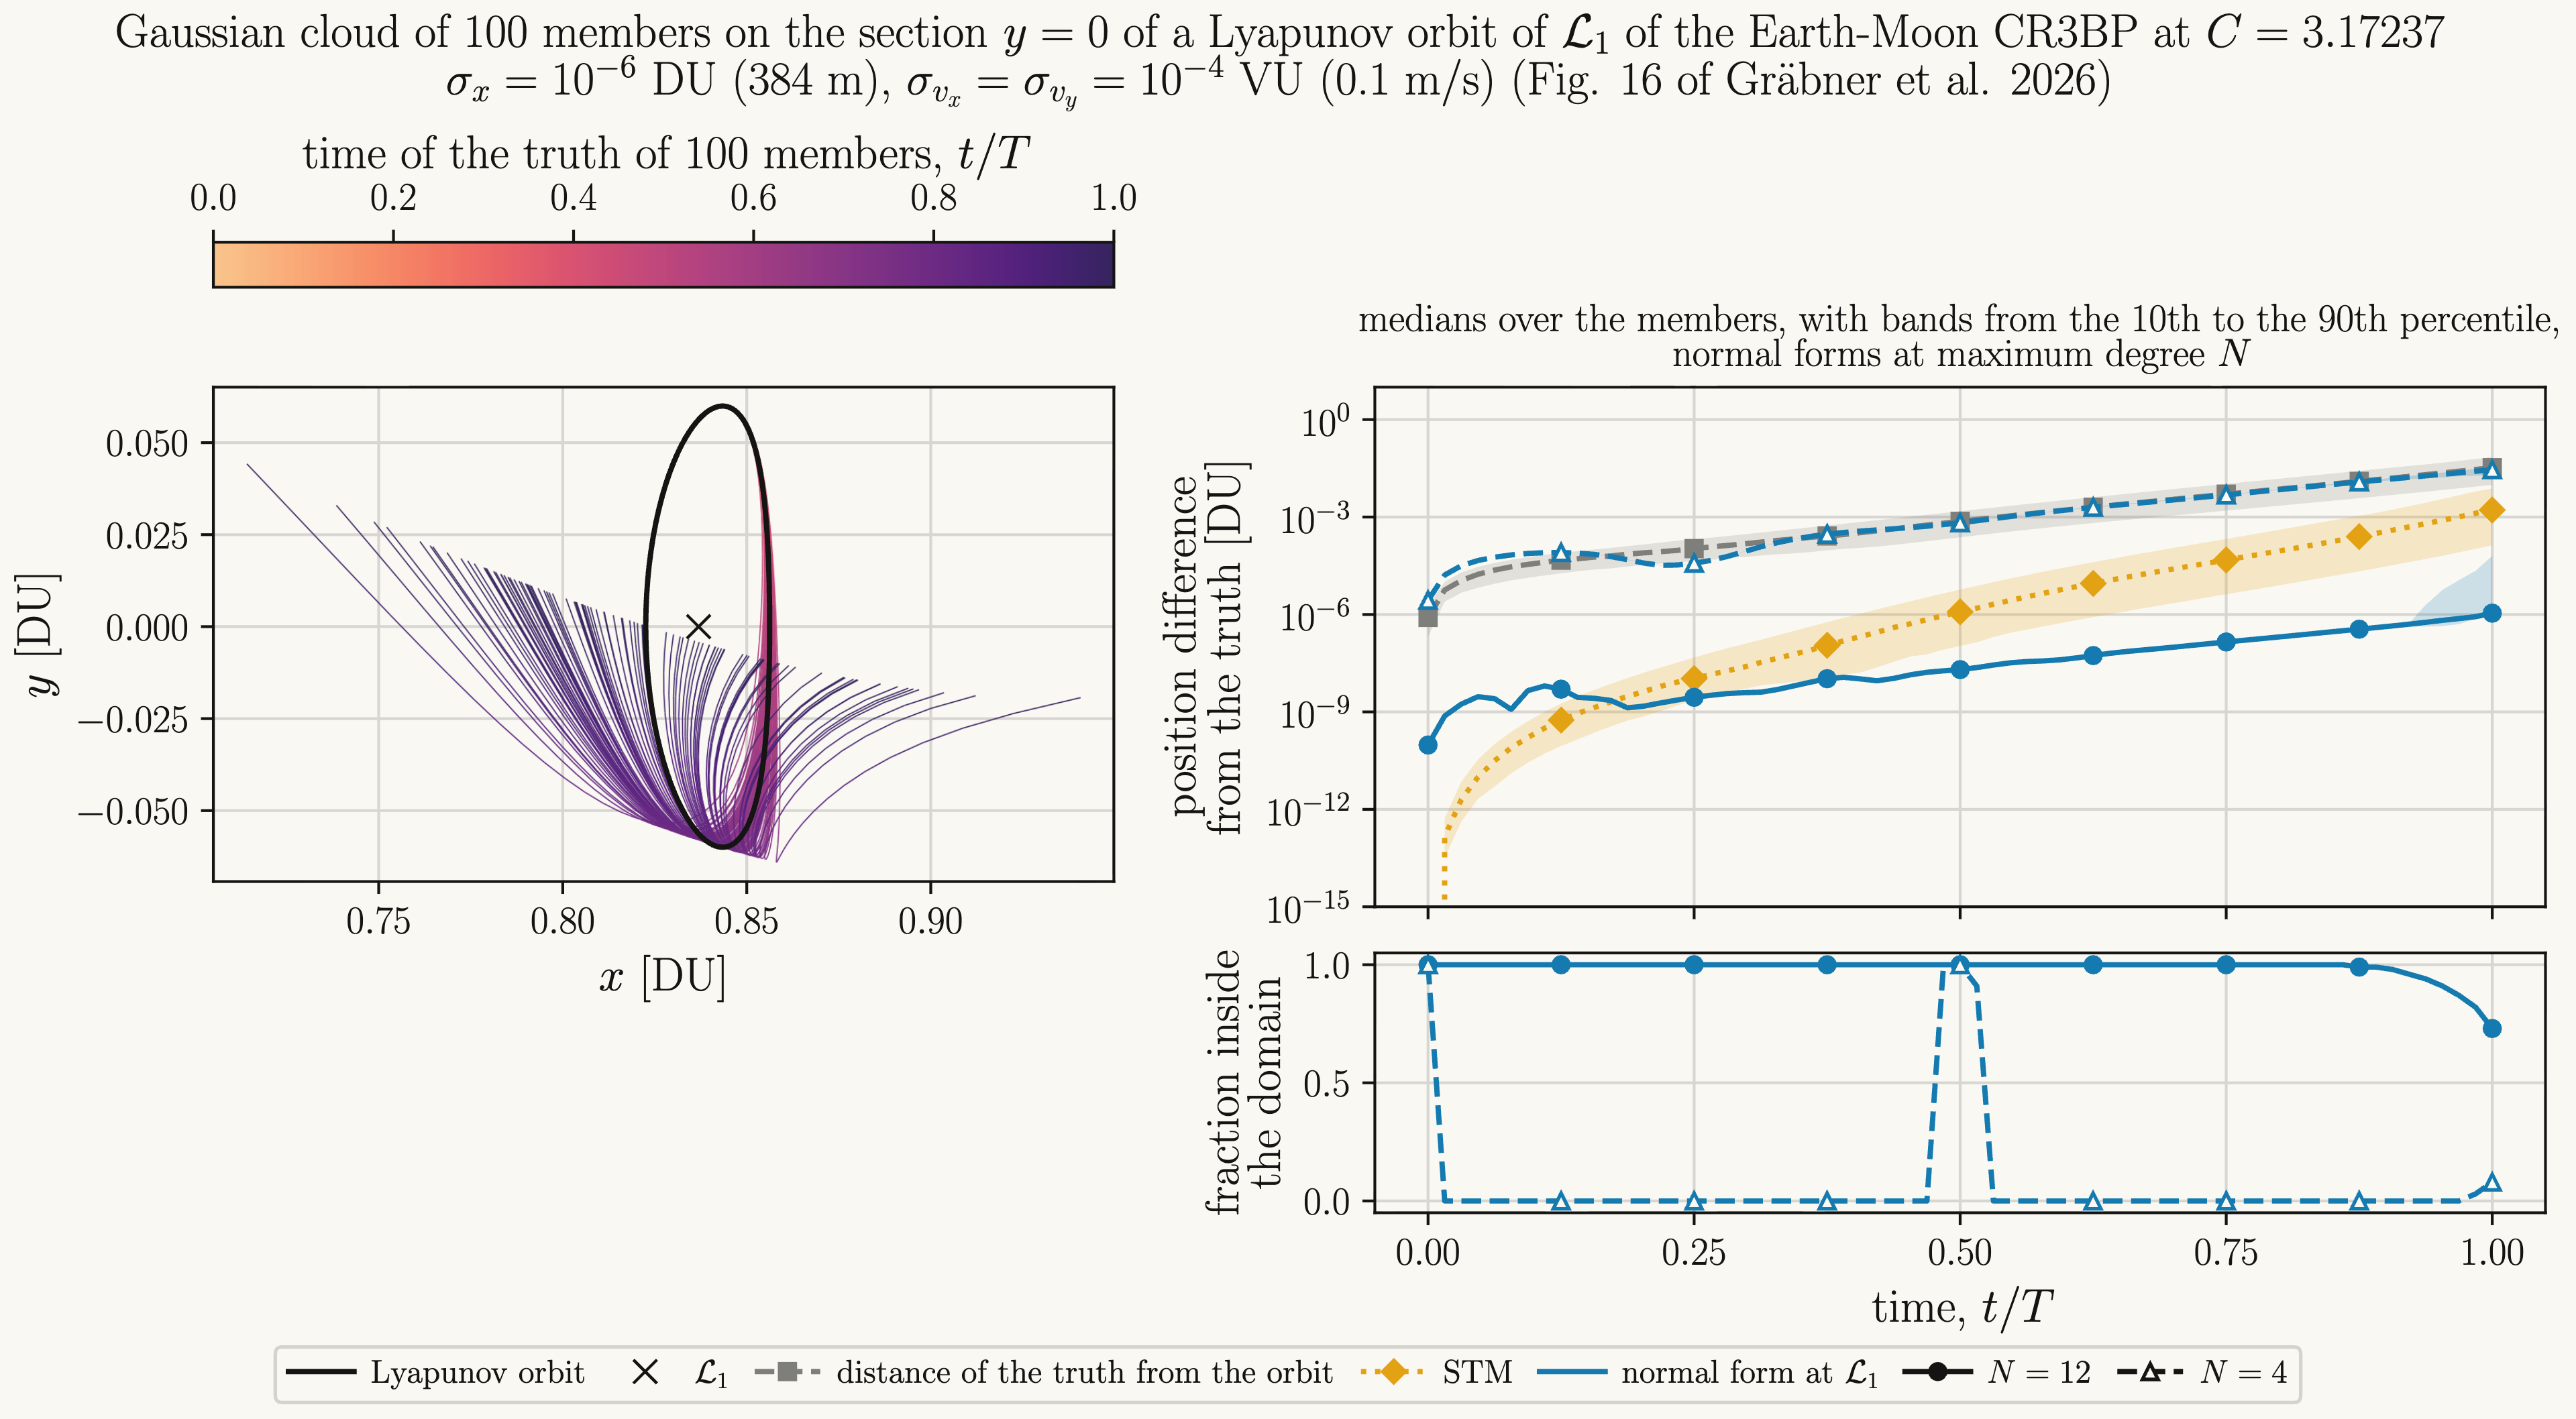 Gaussian cloud of 100 members on the section y = 0 of a Lyapunov orbit of 𝓛₁ of the Earth-Moon CR3BP at C = 3.17237
σₓ = 10⁻⁶ DU (384 m), σ_{v_x} = σ_{v_y} = 10⁻⁴ VU (0.1 m/s) (Fig. 16 of Gräbner et al. 2026)
time of the truth of 100 members, t/T
0.0 0.2 0.4 0.6 0.8 1.0
y [DU]
0.050
0.025
0.000
−0.025
−0.050
0.75 0.80 0.85 0.90
x [DU]
medians over the members, with bands from the 10th to the 90th percentile,
normal forms at maximum degree N
position difference
from the truth [DU]
10⁰
10⁻³
10⁻⁶
10⁻⁹
10⁻¹²
10⁻¹⁵
fraction inside
the domain
1.0
0.5
0.0
0.00 0.25 0.50 0.75 1.00
time, t/T
Lyapunov orbit 𝓛₁ distance of the truth from the orbit STM normal form at 𝓛₁ N = 12 N = 4